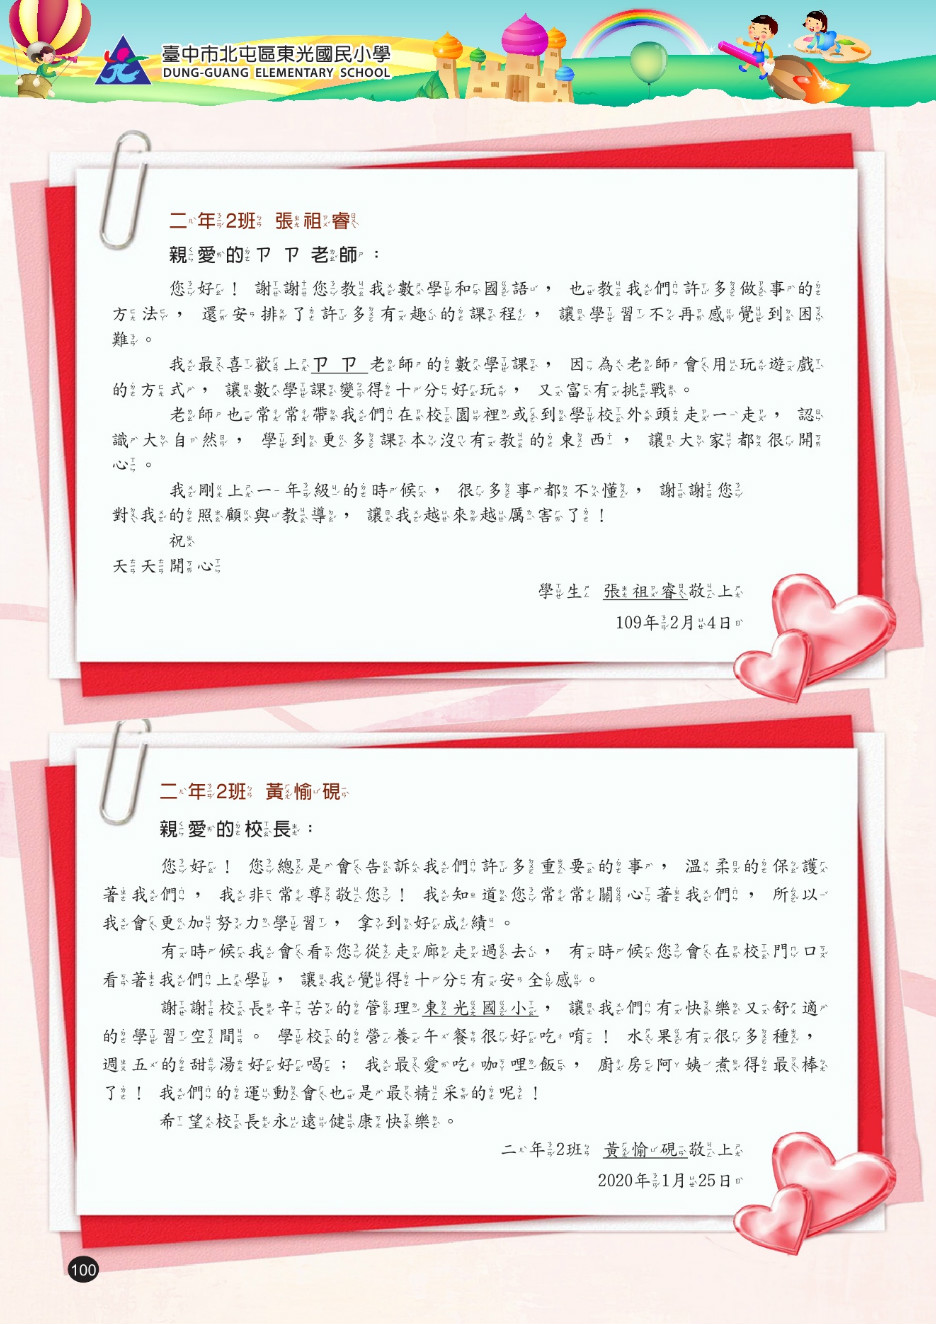 臺中市北屯區東光國民小學
DUNG-GUANG ELEMENTARY SCHOOL
二年2班 張祖睿
親愛的ㄗㄗ老師：
您好！謝謝您教我數學和國語，也教我們許多做事的
方法，還安排了許多有趣的課程，讓學習不再感覺到困
難。
我最喜歡上ㄗㄗ老師的數學課，因為老師會用玩遊戲
的方式，讓數學課變得十分好玩，又富有挑戰。
老師也常常帶我們在校園裡或到學校外頭走一走，認
識大自然，學到更多課本沒有教的東西，讓大家都很開
心。
我剛上一年級的時候，很多事都不懂，謝謝您
對我的照顧與教導，讓我越來越厲害了！
祝
天天開心
學生 張祖睿敬上
109年2月4日
二年2班 黃愉硯
親愛的校長：
您好！您總是會告訴我們許多重要的事，溫柔的保護
著我們，我非常尊敬您！我知道您常常關心著我們，所以
我會更加努力學習，拿到好成績。
有時候我會看您從走廊走過去，有時候您會在校門口
看著我們上學，讓我覺得十分有安全感。
謝謝校長辛苦的管理東光國小，讓我們有快樂又舒適
的學習空間。學校的營養午餐很好吃唷！水果有很多種，
週五的甜湯好好喝；我最愛吃咖哩飯，廚房阿姨煮得最棒
了！我們的運動會也是最精采的呢！
希望校長永遠健康快樂。
二年2班 黃愉硯敬上
2020年1月25日
100